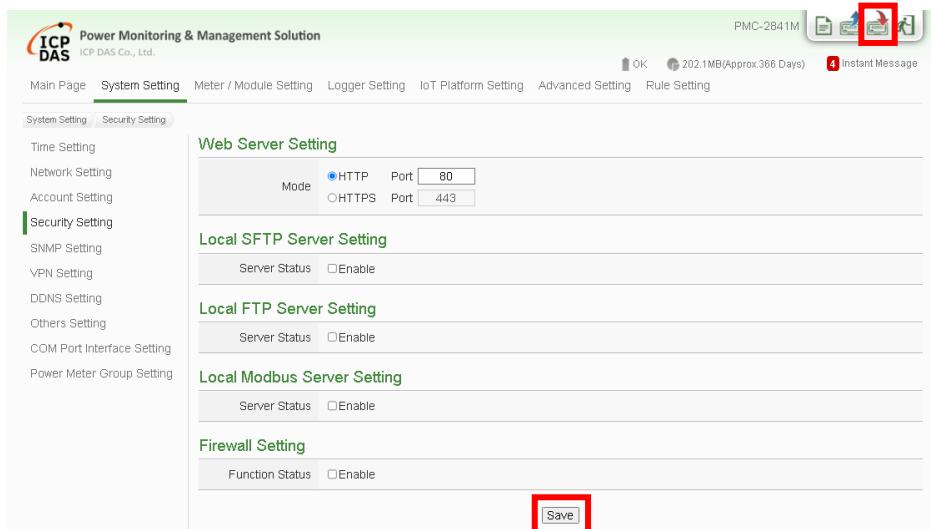 PMC-2841M
ICP DAS
Power Monitoring & Management Solution
ICP DAS Co., Ltd.
OK 202.1MB(Approx.366 Days) 4 Instant Message
Main Page System Setting Meter / Module Setting Logger Setting IoT Platform Setting Advanced Setting Rule Setting
System Setting Security Setting
Time Setting
Network Setting
Account Setting
Security Setting
SNMP Setting
VPN Setting
DDNS Setting
Others Setting
COM Port Interface Setting
Power Meter Group Setting
Web Server Setting
Mode
HTTP Port 80
HTTPS Port 443
Local SFTP Server Setting
Server Status Enable
Local FTP Server Setting
Server Status Enable
Local Modbus Server Setting
Server Status Enable
Firewall Setting
Function Status Enable
Save